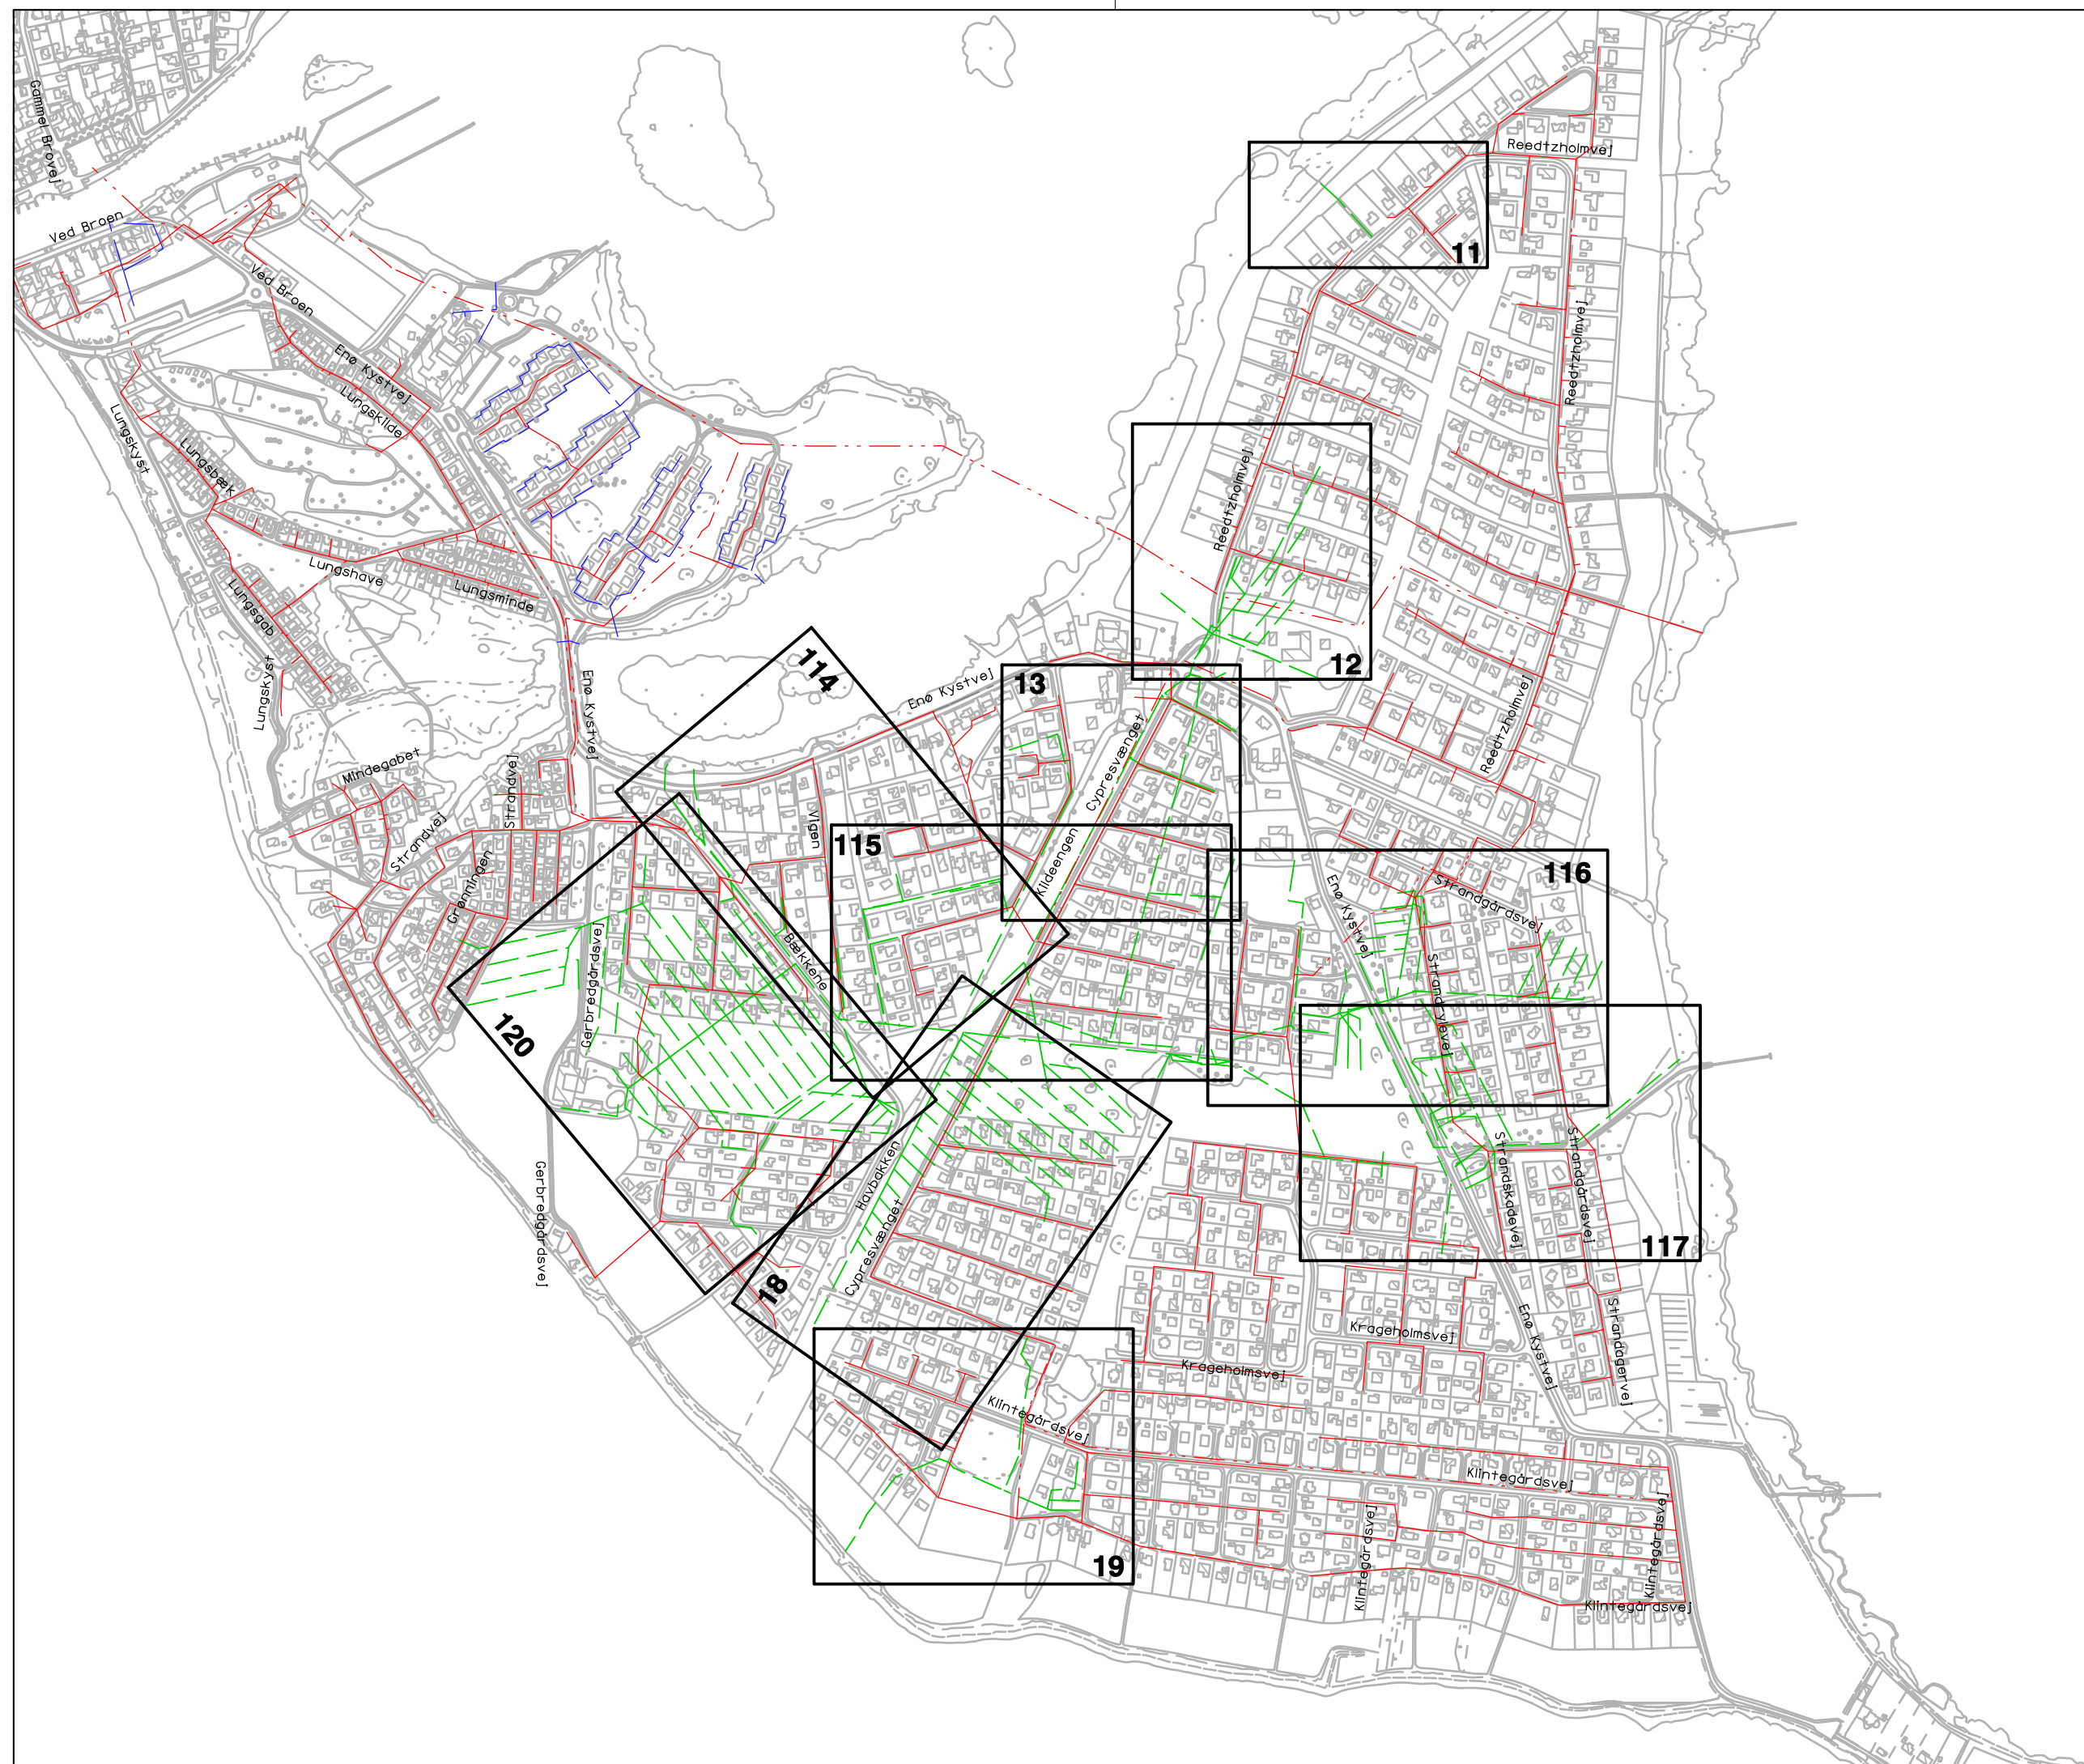 Gammel Brovej
Ved Broen
Ved Broen
Enø Kystvej
Lungskilde
Lungskyst
Lungsbæk
Lungshave
Lungsminde
Lungsgab
Lungskyst
Enø Kystvej
Mindegabet
Strandvej
Strandvej
Grønningen
Reedtzholmvej
11
Reedtzholmvej
Reedtzholmvej
12
Reedtzholmvej
114
Enø Kystvej
13
Cypresvænget
Vigen
115
Kildeengen
Bækkene
116
Strandgårdsvej
Enø Kystvej
Gerbredgårdsvej
120
Strandrylevej
Gerbredgårdsvej
Havbakken
Cypresvænget
18
Strandskadevej
Strandgårdsvej
117
Strandagervej
Enø Kystvej
Krageholmsvej
Krageholmsvej
Klintegårdsvej
Klintegårdsvej
Klintegårdsvej
Klintegårdsvej
19
Klintegårdsvej